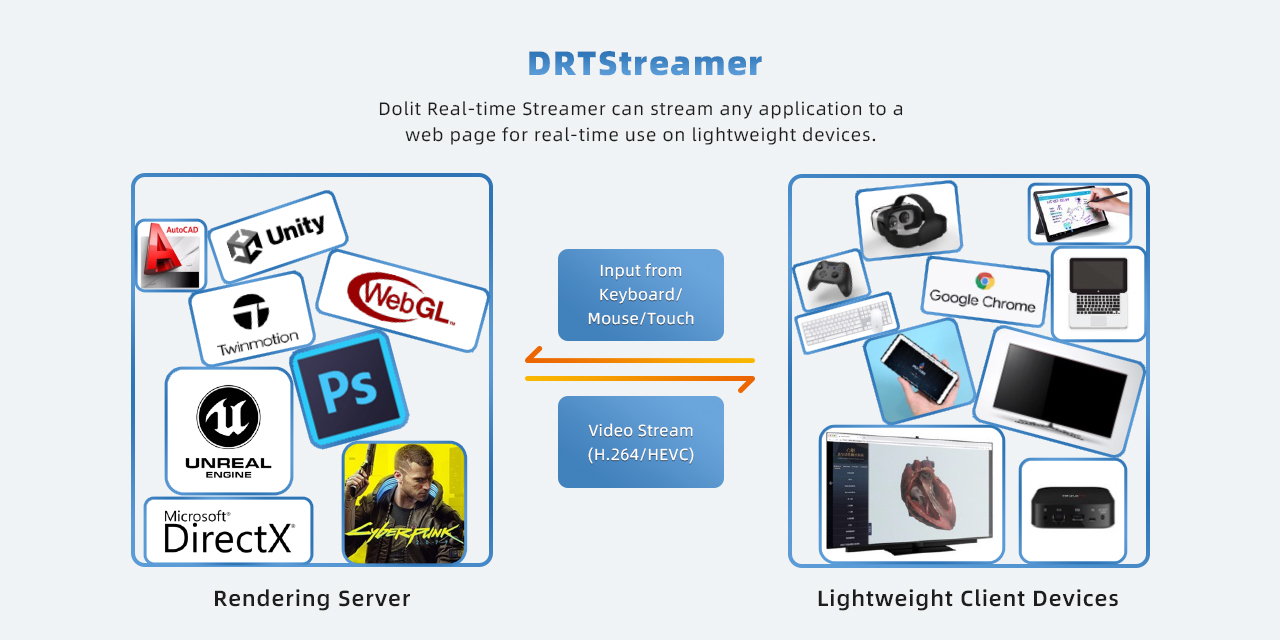 DRTStreamer
Dolit Real-time Streamer can stream any application to a
web page for real-time use on lightweight devices.
AutoCAD
Unity
WebGL™
Twinmotion
Ps
UNREAL
ENGINE
Microsoft®
DirectX®
Cyberpunk
2077
Input from
Keyboard/
Mouse/Touch
Video Stream
(H.264/HEVC)
Google Chrome
Rendering Server
Lightweight Client Devices